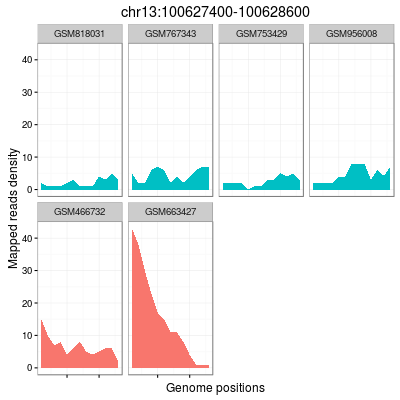 chr13:100627400-100628600
GSM818031 GSM767343 GSM753429 GSM956008
40
30
20
10
0
Mapped reads density
GSM466732 GSM663427
40
30
20
10
0
Genome positions